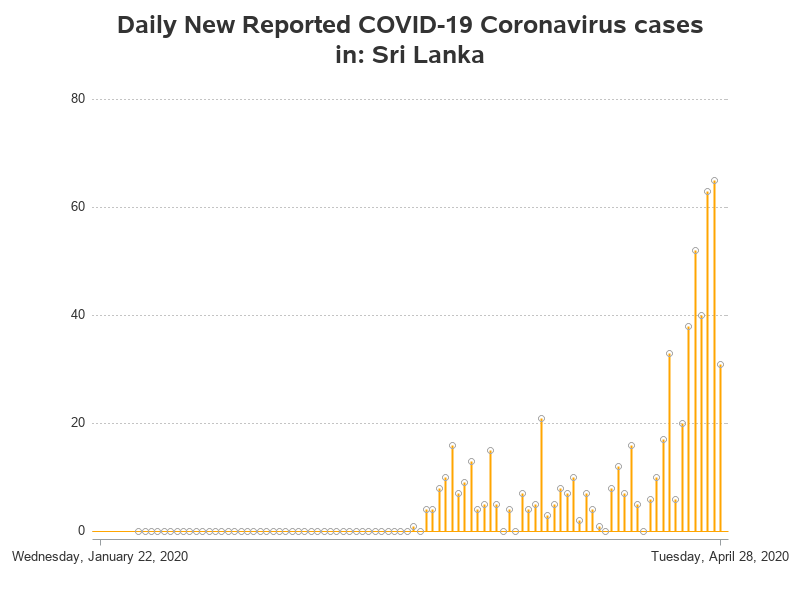 Daily New Reported COVID-19 Coronavirus cases
in: Sri Lanka
80
60
40
20
0
Wednesday, January 22, 2020
Tuesday, April 28, 2020